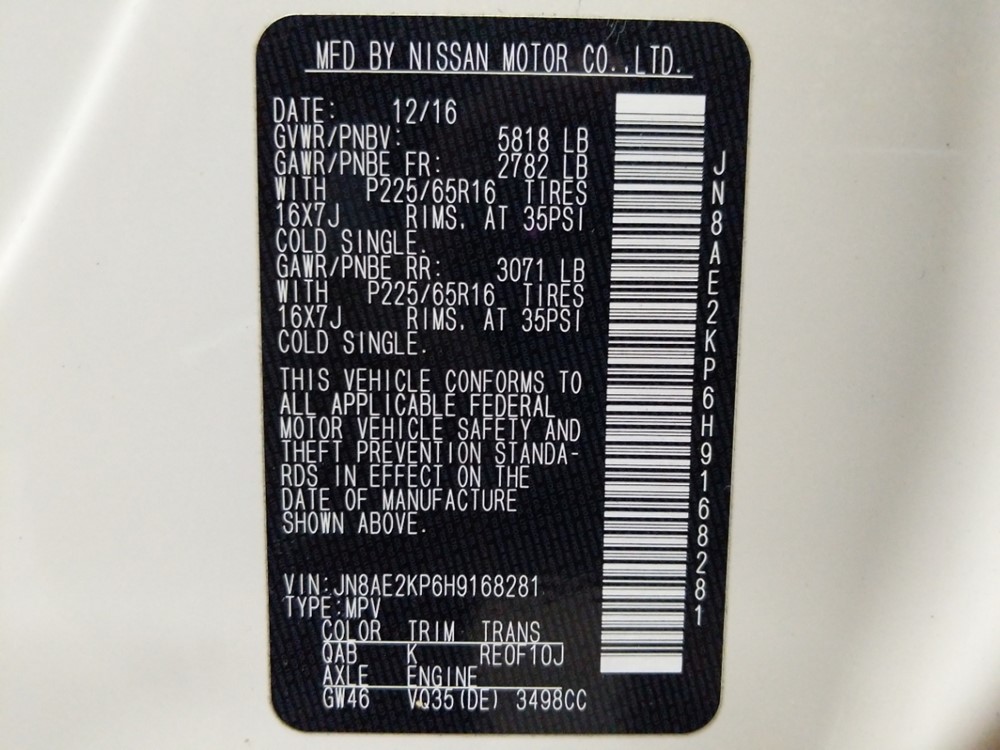 MFD BY NISSAN MOTOR CO.,LTD.
DATE: 12/16
GVWR/PNBV: 5818 LB
GAWR/PNBE FR: 2782 LB
WITH P225/65R16 TIRES
16X7J RIMS. AT 35PSI
COLD SINGLE.
GAWR/PNBE RR: 3071 LB
WITH P225/65R16 TIRES
16X7J RIMS. AT 35PSI
COLD SINGLE.
THIS VEHICLE CONFORMS TO
ALL APPLICABLE FEDERAL
MOTOR VEHICLE SAFETY AND
THEFT PREVENTION STANDA-
RDS IN EFFECT ON THE
DATE OF MANUFACTURE
SHOWN ABOVE.
VIN:JN8AE2KP6H9168281
TYPE:MPV
COLOR TRIM TRANS
QAB K RE0F10J
AXLE ENGINE
GW46 VQ35(DE) 3498CC
JN8AE2KP6H9168281